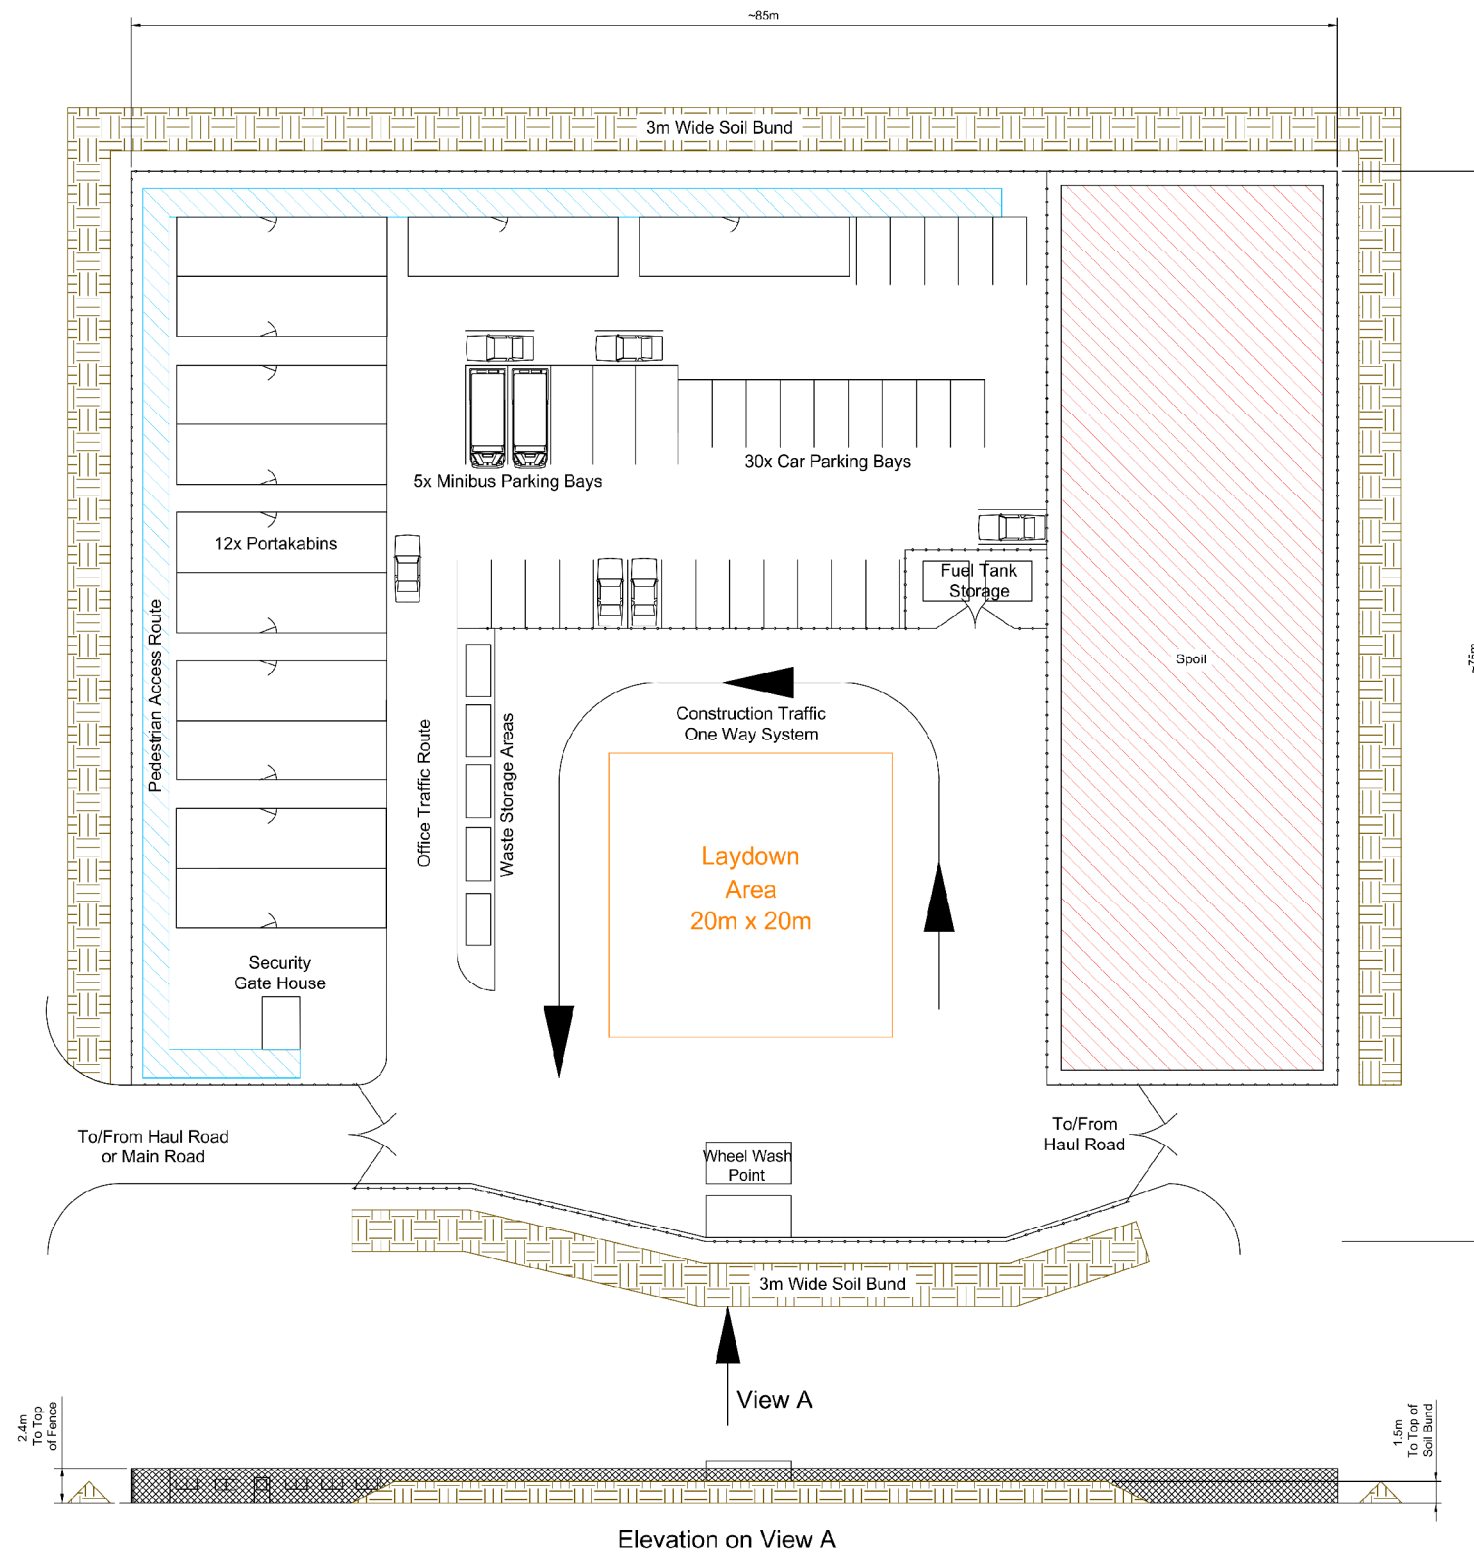 ~85m
3m Wide Soil Bund
5x Minibus Parking Bays
30x Car Parking Bays
12x Portakabins
Fuel Tank
Storage
Pedestrian Access Route
Office Traffic Route
Waste Storage Areas
Spoil
~75m
Construction Traffic
One Way System
Laydown
Area
20m x 20m
Security
Gate House
To/From Haul Road
or Main Road
Wheel Wash
Point
To/From
Haul Road
3m Wide Soil Bund
View A
2.4m
To Top
of Fence
1.5m
To Top of
Soil Bund
Elevation on View A